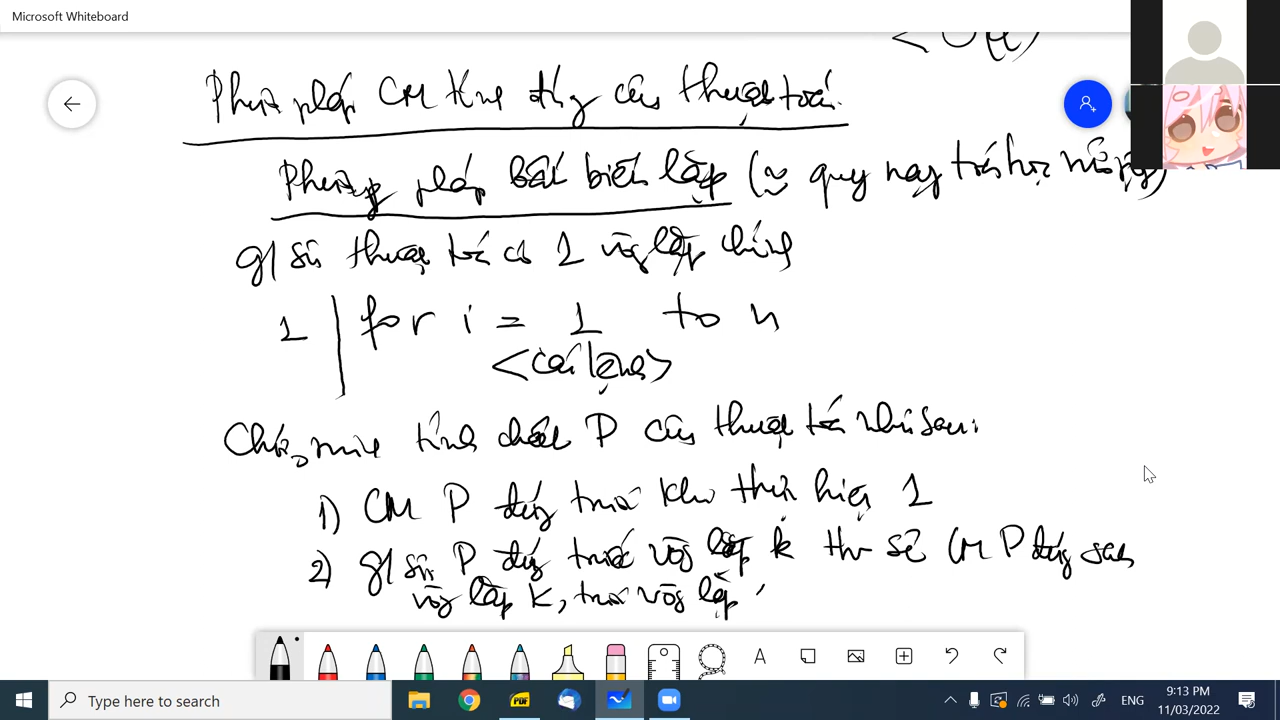 Microsoft Whiteboard
Phương pháp CM tính đúng của thuật toán.
Phương pháp bất biến lặp (≈ quy nạp toán học
g/sử thuật toán có 1 vòng lặp chính
1 | for i = 1 to n
<các lệnh>
Chứng minh tính chất P của thuật toán như sau:
1) CM P đúng trước khi thực hiện 1
2) g/sử P đúng trước vòng lặp k thì sẽ CM P đúng sau
vòng lặp k, trước vòng lặp
A
Type here to search
PDF
ENG
9:13 PM
11/03/2022